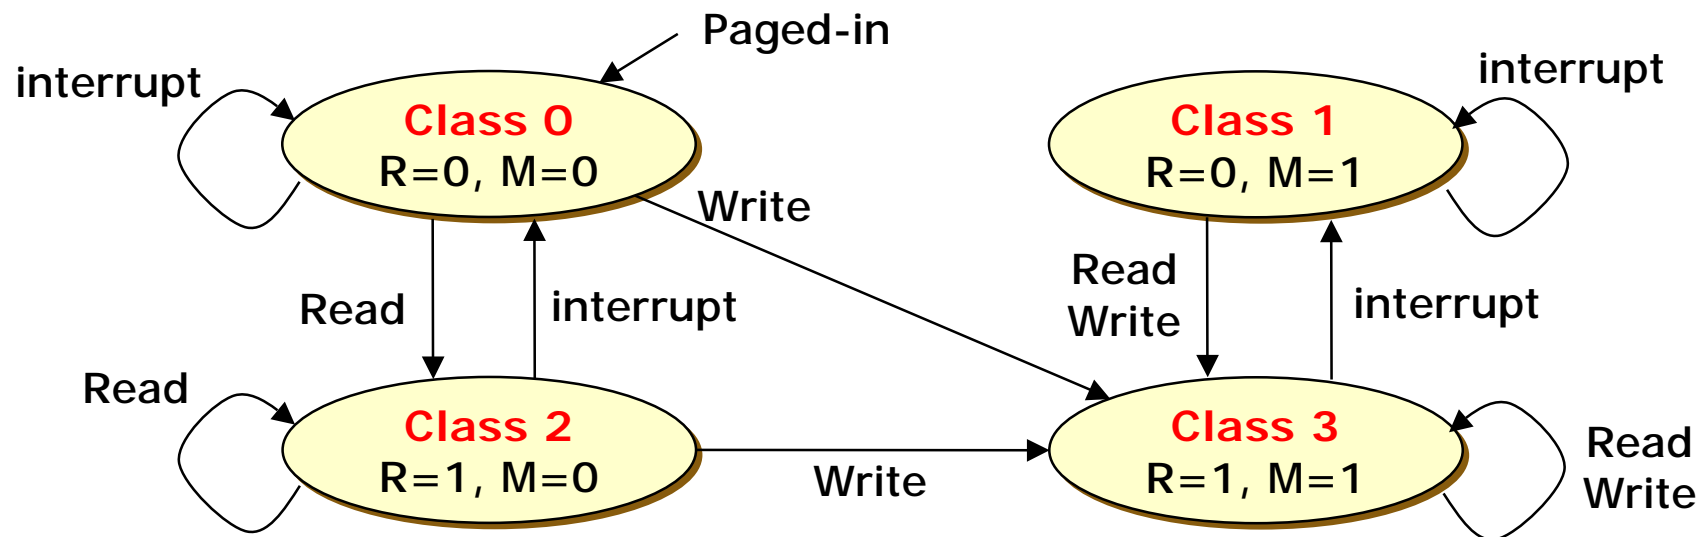 Paged-in
interrupt
Class 0
R=0, M=0
interrupt
Class 1
R=0, M=1
Write
Read
interrupt
Read
Write
interrupt
Read
Class 2
R=1, M=0
Write
Class 3
R=1, M=1
Read
Write